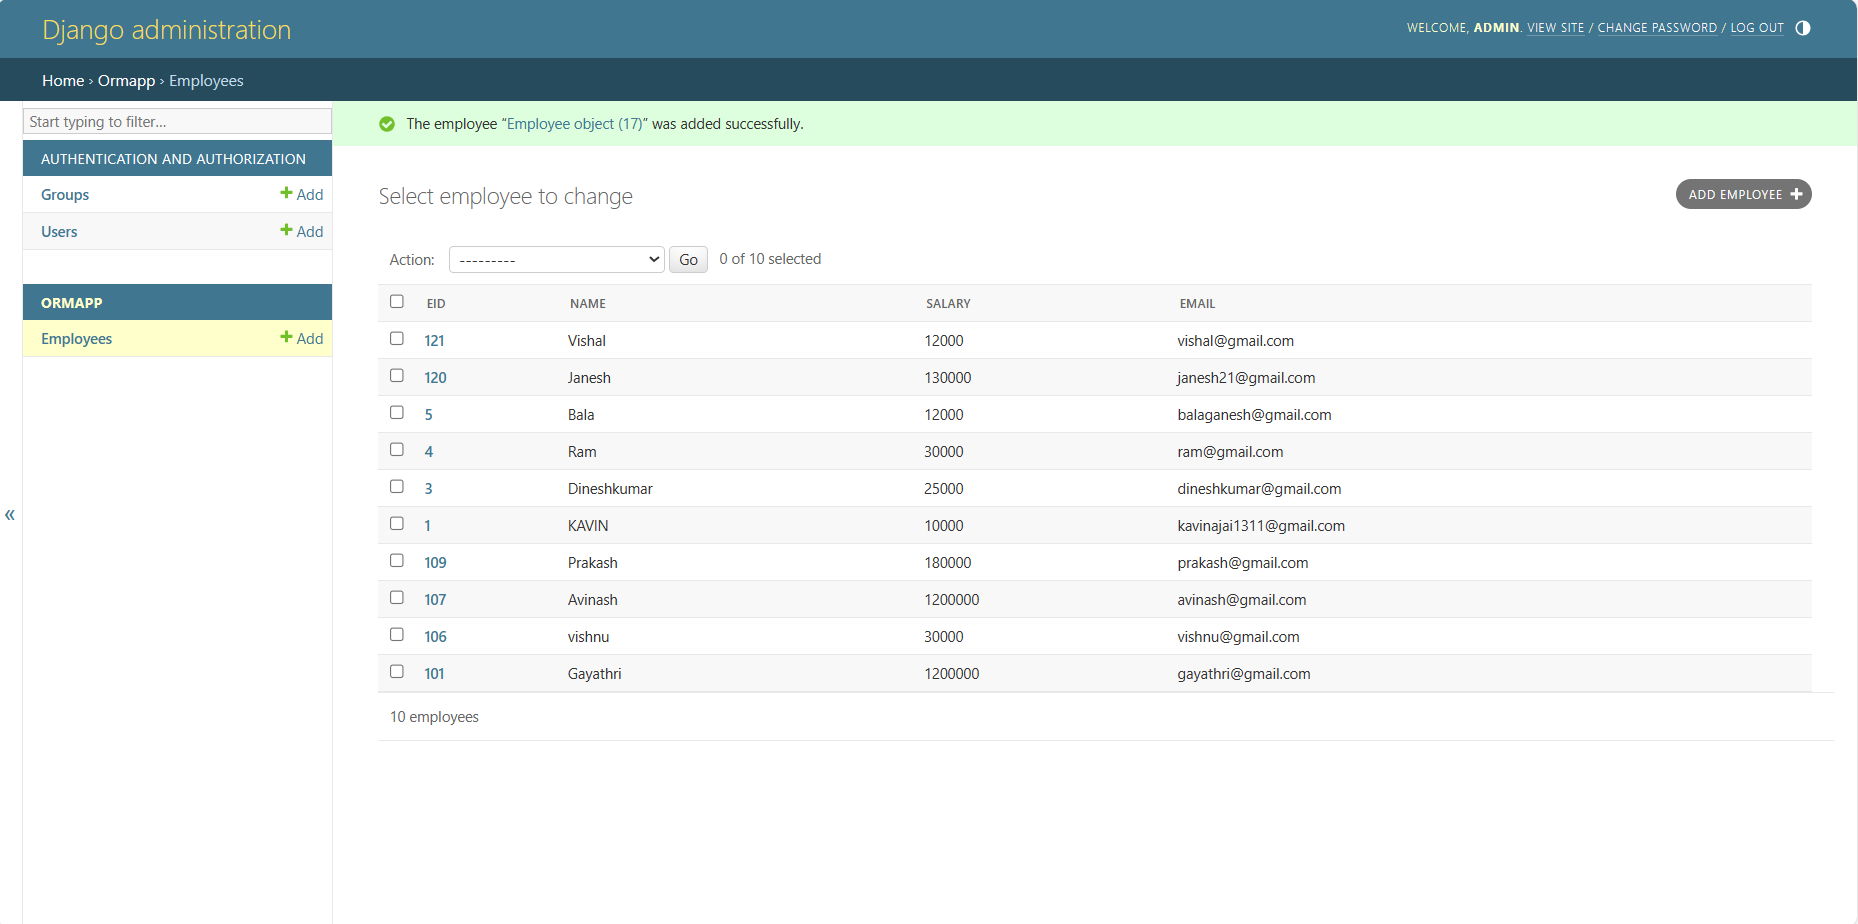 Django administration
WELCOME, ADMIN. VIEW SITE / CHANGE PASSWORD / LOG OUT
Home › Ormapp › Employees
Start typing to filter...
AUTHENTICATION AND AUTHORIZATION
Groups + Add
Users + Add
ORMAPP
Employees + Add
«
The employee “Employee object (17)” was added successfully.
Select employee to change
ADD EMPLOYEE +
Action: --------- Go 0 of 10 selected
EID NAME SALARY EMAIL
121 Vishal 12000 vishal@gmail.com
120 Janesh 130000 janesh21@gmail.com
5 Bala 12000 balaganesh@gmail.com
4 Ram 30000 ram@gmail.com
3 Dineshkumar 25000 dineshkumar@gmail.com
1 KAVIN 10000 kavinajai1311@gmail.com
109 Prakash 180000 prakash@gmail.com
107 Avinash 1200000 avinash@gmail.com
106 vishnu 30000 vishnu@gmail.com
101 Gayathri 1200000 gayathri@gmail.com
10 employees